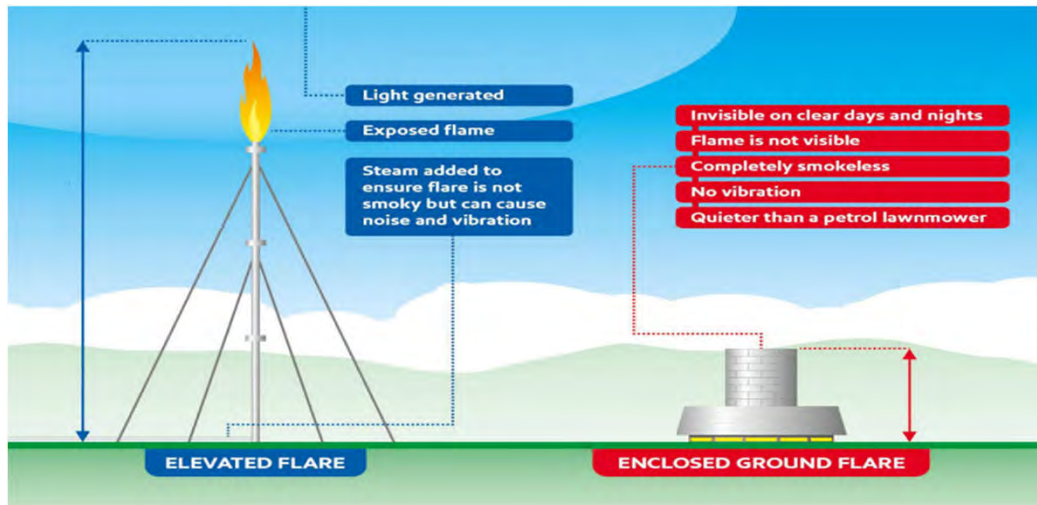 Light generated
Exposed flame
Steam added to
ensure flare is not
smoky but can cause
noise and vibration
ELEVATED FLARE
Invisible on clear days and nights
Flame is not visible
Completely smokeless
No vibration
Quieter than a petrol lawnmower
ENCLOSED GROUND FLARE